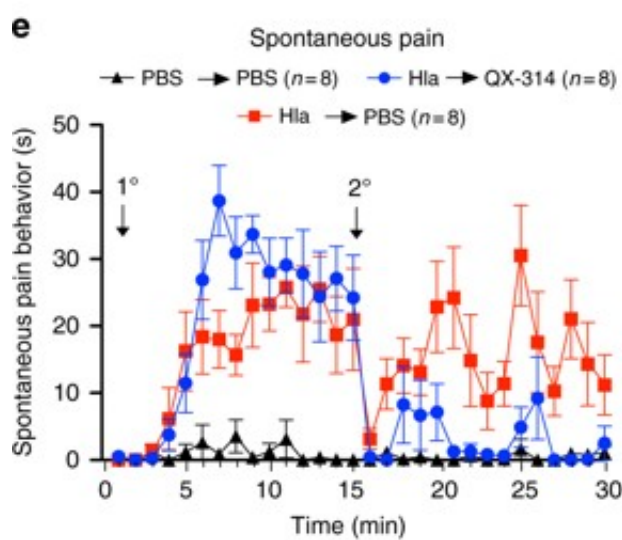 e
Spontaneous pain
PBS → PBS (n=8) Hla → QX-314 (n=8)
Hla → PBS (n=8)
Spontaneous pain behavior (s)
50
40
30
20
10
0
1°
2°
0 5 10 15 20 25 30
Time (min)